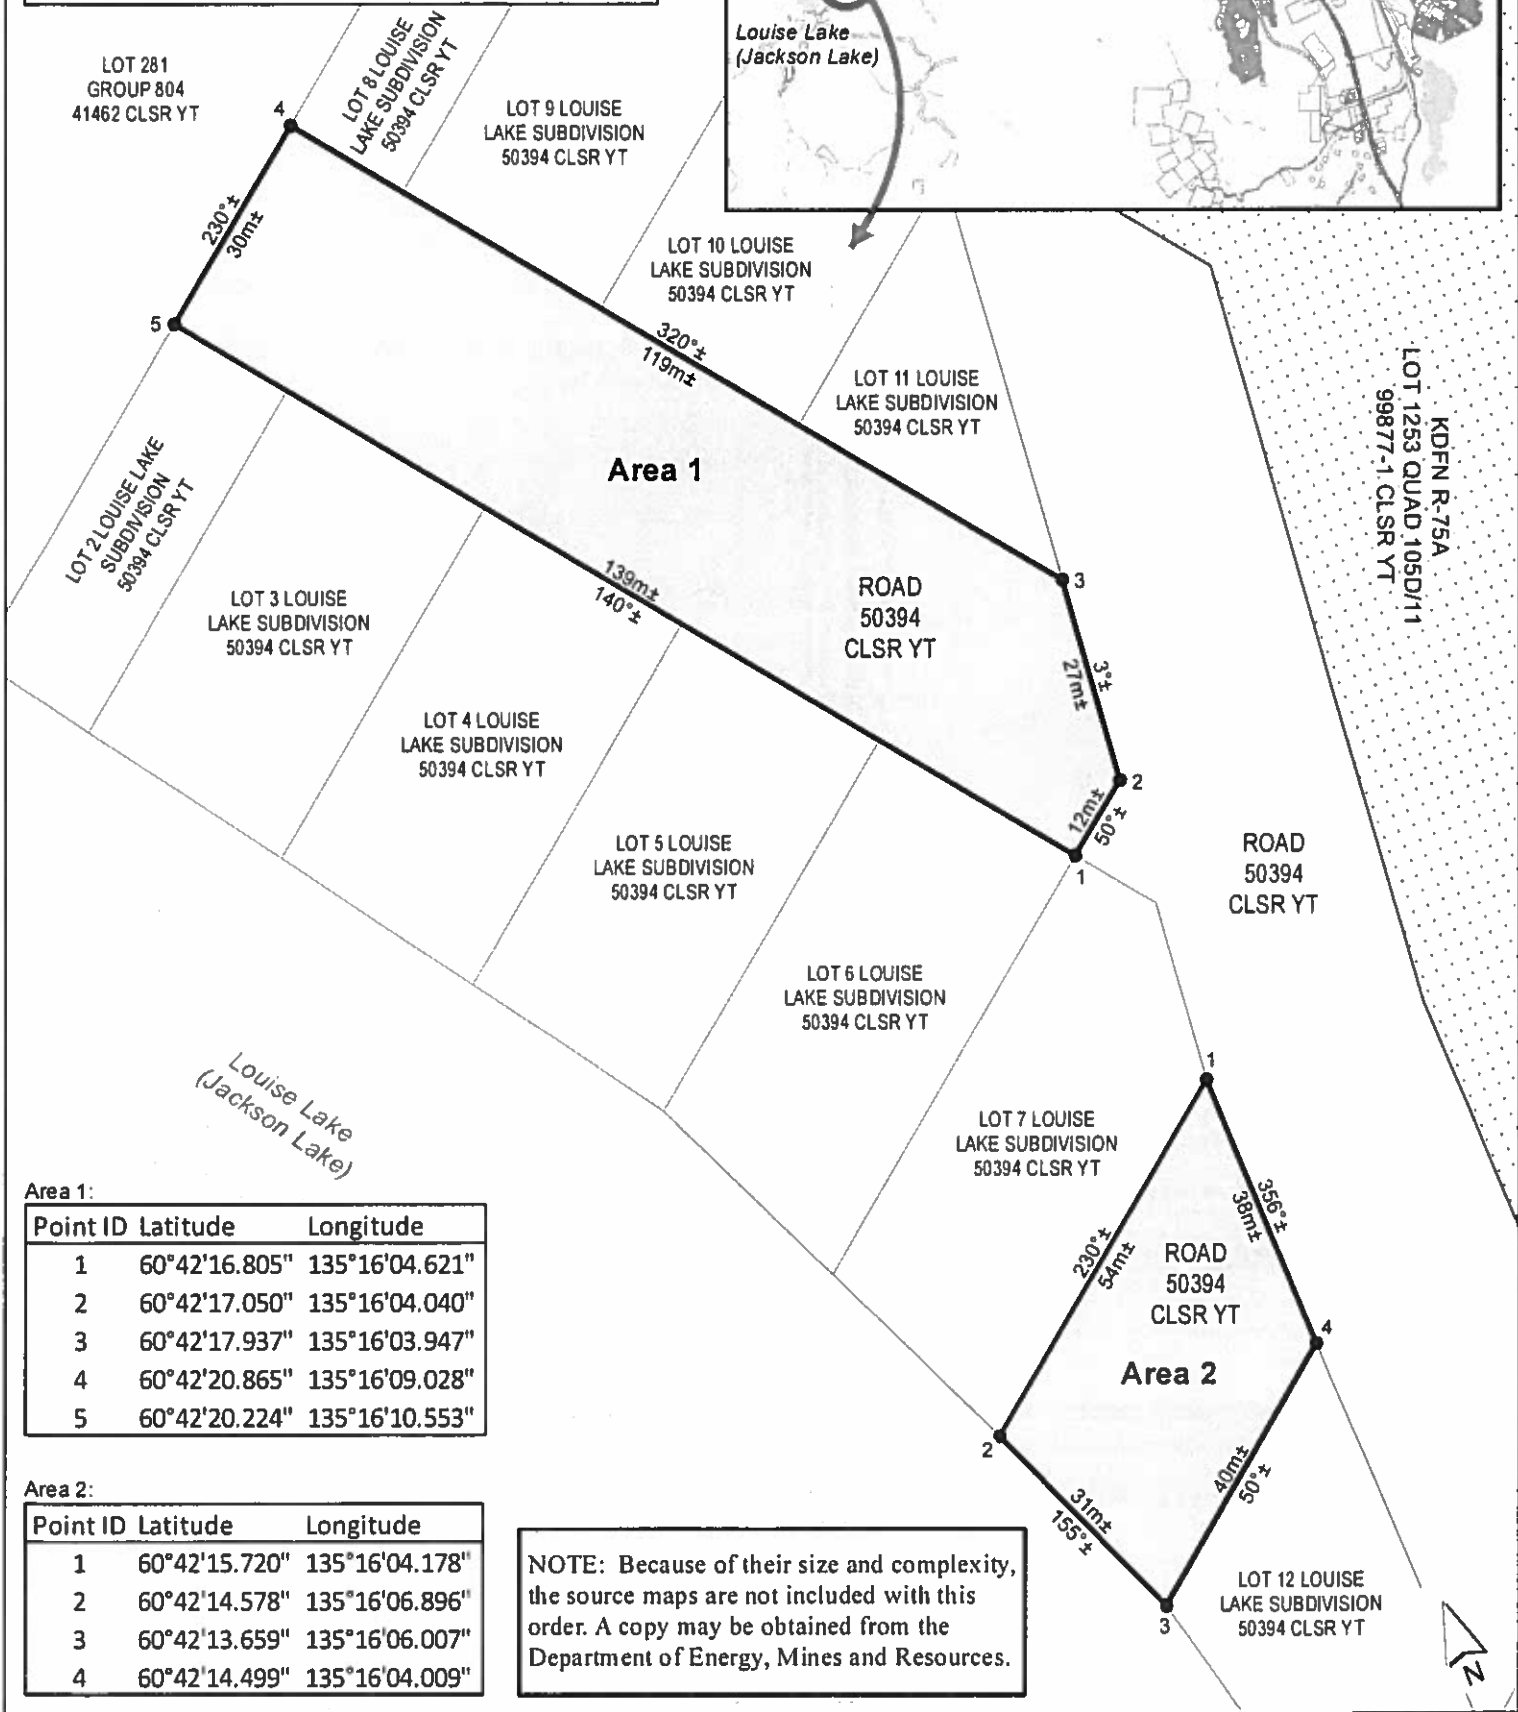 Louise Lake
(Jackson Lake)
LOT 281
GROUP 804
41462 CLSR YT
LOT 8 LOUISE
LAKE SUBDIVISION
50394 CLSR YT
LOT 9 LOUISE
LAKE SUBDIVISION
50394 CLSR YT
4
230°±
30m±
LOT 10 LOUISE
LAKE SUBDIVISION
50394 CLSR YT
5
320°±
119m±
LOT 11 LOUISE
LAKE SUBDIVISION
50394 CLSR YT
KDFN R-75A
LOT 1253 QUAD 105D/11
99877-1 CLSR YT
Area 1
LOT 2 LOUISE LAKE
SUBDIVISION
50394 CLSR YT
139m±
140°±
ROAD
50394
CLSR YT
3
LOT 3 LOUISE
LAKE SUBDIVISION
50394 CLSR YT
3°±
27m±
LOT 4 LOUISE
LAKE SUBDIVISION
50394 CLSR YT
2
12m±
50°±
1
LOT 5 LOUISE
LAKE SUBDIVISION
50394 CLSR YT
ROAD
50394
CLSR YT
LOT 6 LOUISE
LAKE SUBDIVISION
50394 CLSR YT
Louise Lake
(Jackson Lake)
1
LOT 7 LOUISE
LAKE SUBDIVISION
50394 CLSR YT
356°±
38m±
230°±
54m±
ROAD
50394
CLSR YT
4
Area 2
2
40m±
50°±
31m±
155°±
3
LOT 12 LOUISE
LAKE SUBDIVISION
50394 CLSR YT
N
Area 1:
Point ID Latitude Longitude
1 60°42'16.805" 135°16'04.621"
2 60°42'17.050" 135°16'04.040"
3 60°42'17.937" 135°16'03.947"
4 60°42'20.865" 135°16'09.028"
5 60°42'20.224" 135°16'10.553"
Area 2:
Point ID Latitude Longitude
1 60°42'15.720" 135°16'04.178"
2 60°42'14.578" 135°16'06.896"
3 60°42'13.659" 135°16'06.007"
4 60°42'14.499" 135°16'04.009"
NOTE: Because of their size and complexity,
the source maps are not included with this
order. A copy may be obtained from the
Department of Energy, Mines and Resources.